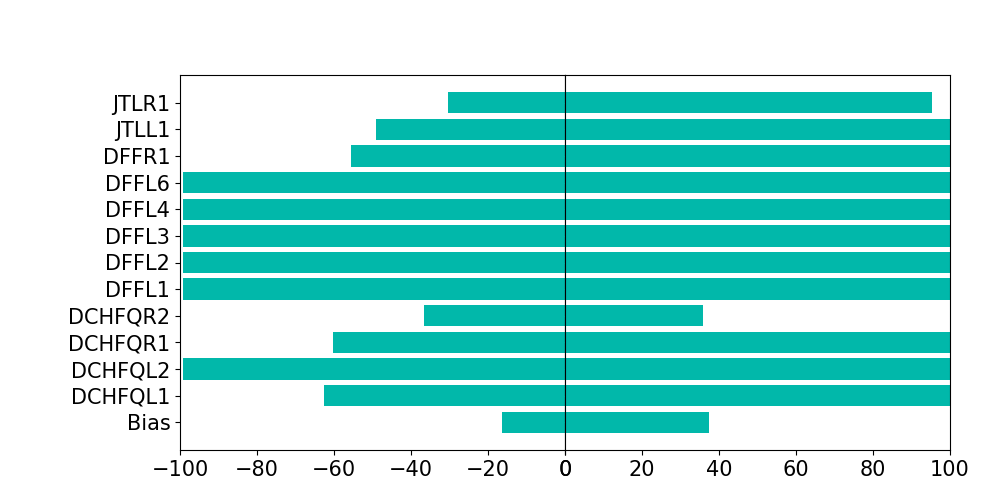 JTLR1
JTLL1
DFFR1
DFFL6
DFFL4
DFFL3
DFFL2
DFFL1
DCHFQR2
DCHFQR1
DCHFQL2
DCHFQL1
Bias
−100 −80 −60 −40 −20 0 20 40 60 80 100